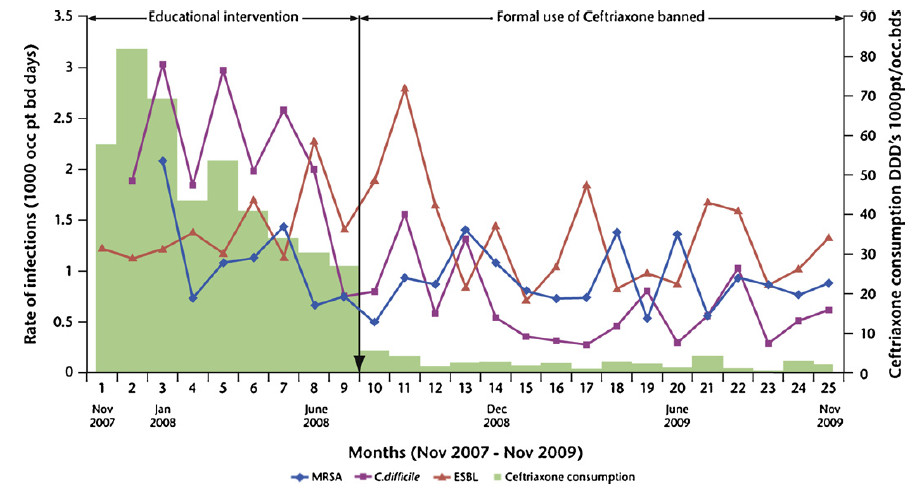 Educational intervention
Formal use of Ceftriaxone banned
Rate of infections (1000 occ pt bd days)
3.5
3
2.5
2
1.5
1
0.5
0
90
80
70
60
50
40
30
20
10
0
Ceftriaxone consumption DDD's 1000pt/occ.bds
1 2 3 4 5 6 7 8 9 10 11 12 13 14 15 16 17 18 19 20 21 22 23 24 25
Nov Jan June Dec June Nov
2007 2008 2008 2008 2009 2009
Months (Nov 2007 - Nov 2009)
MRSA C.difficile ESBL Ceftriaxone consumption